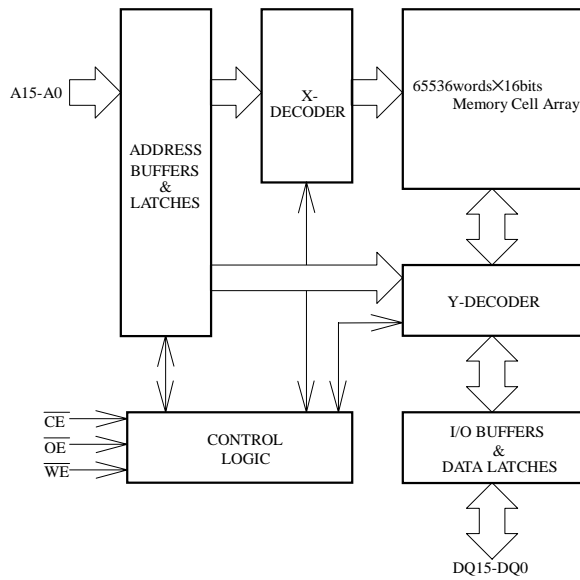 A15-A0
ADDRESS
BUFFERS
&
LATCHES
X-
DECODER
65536words×16bits
Memory Cell Array
Y-DECODER
CE
OE
WE
CONTROL
LOGIC
I/O BUFFERS
&
DATA LATCHES
DQ15-DQ0